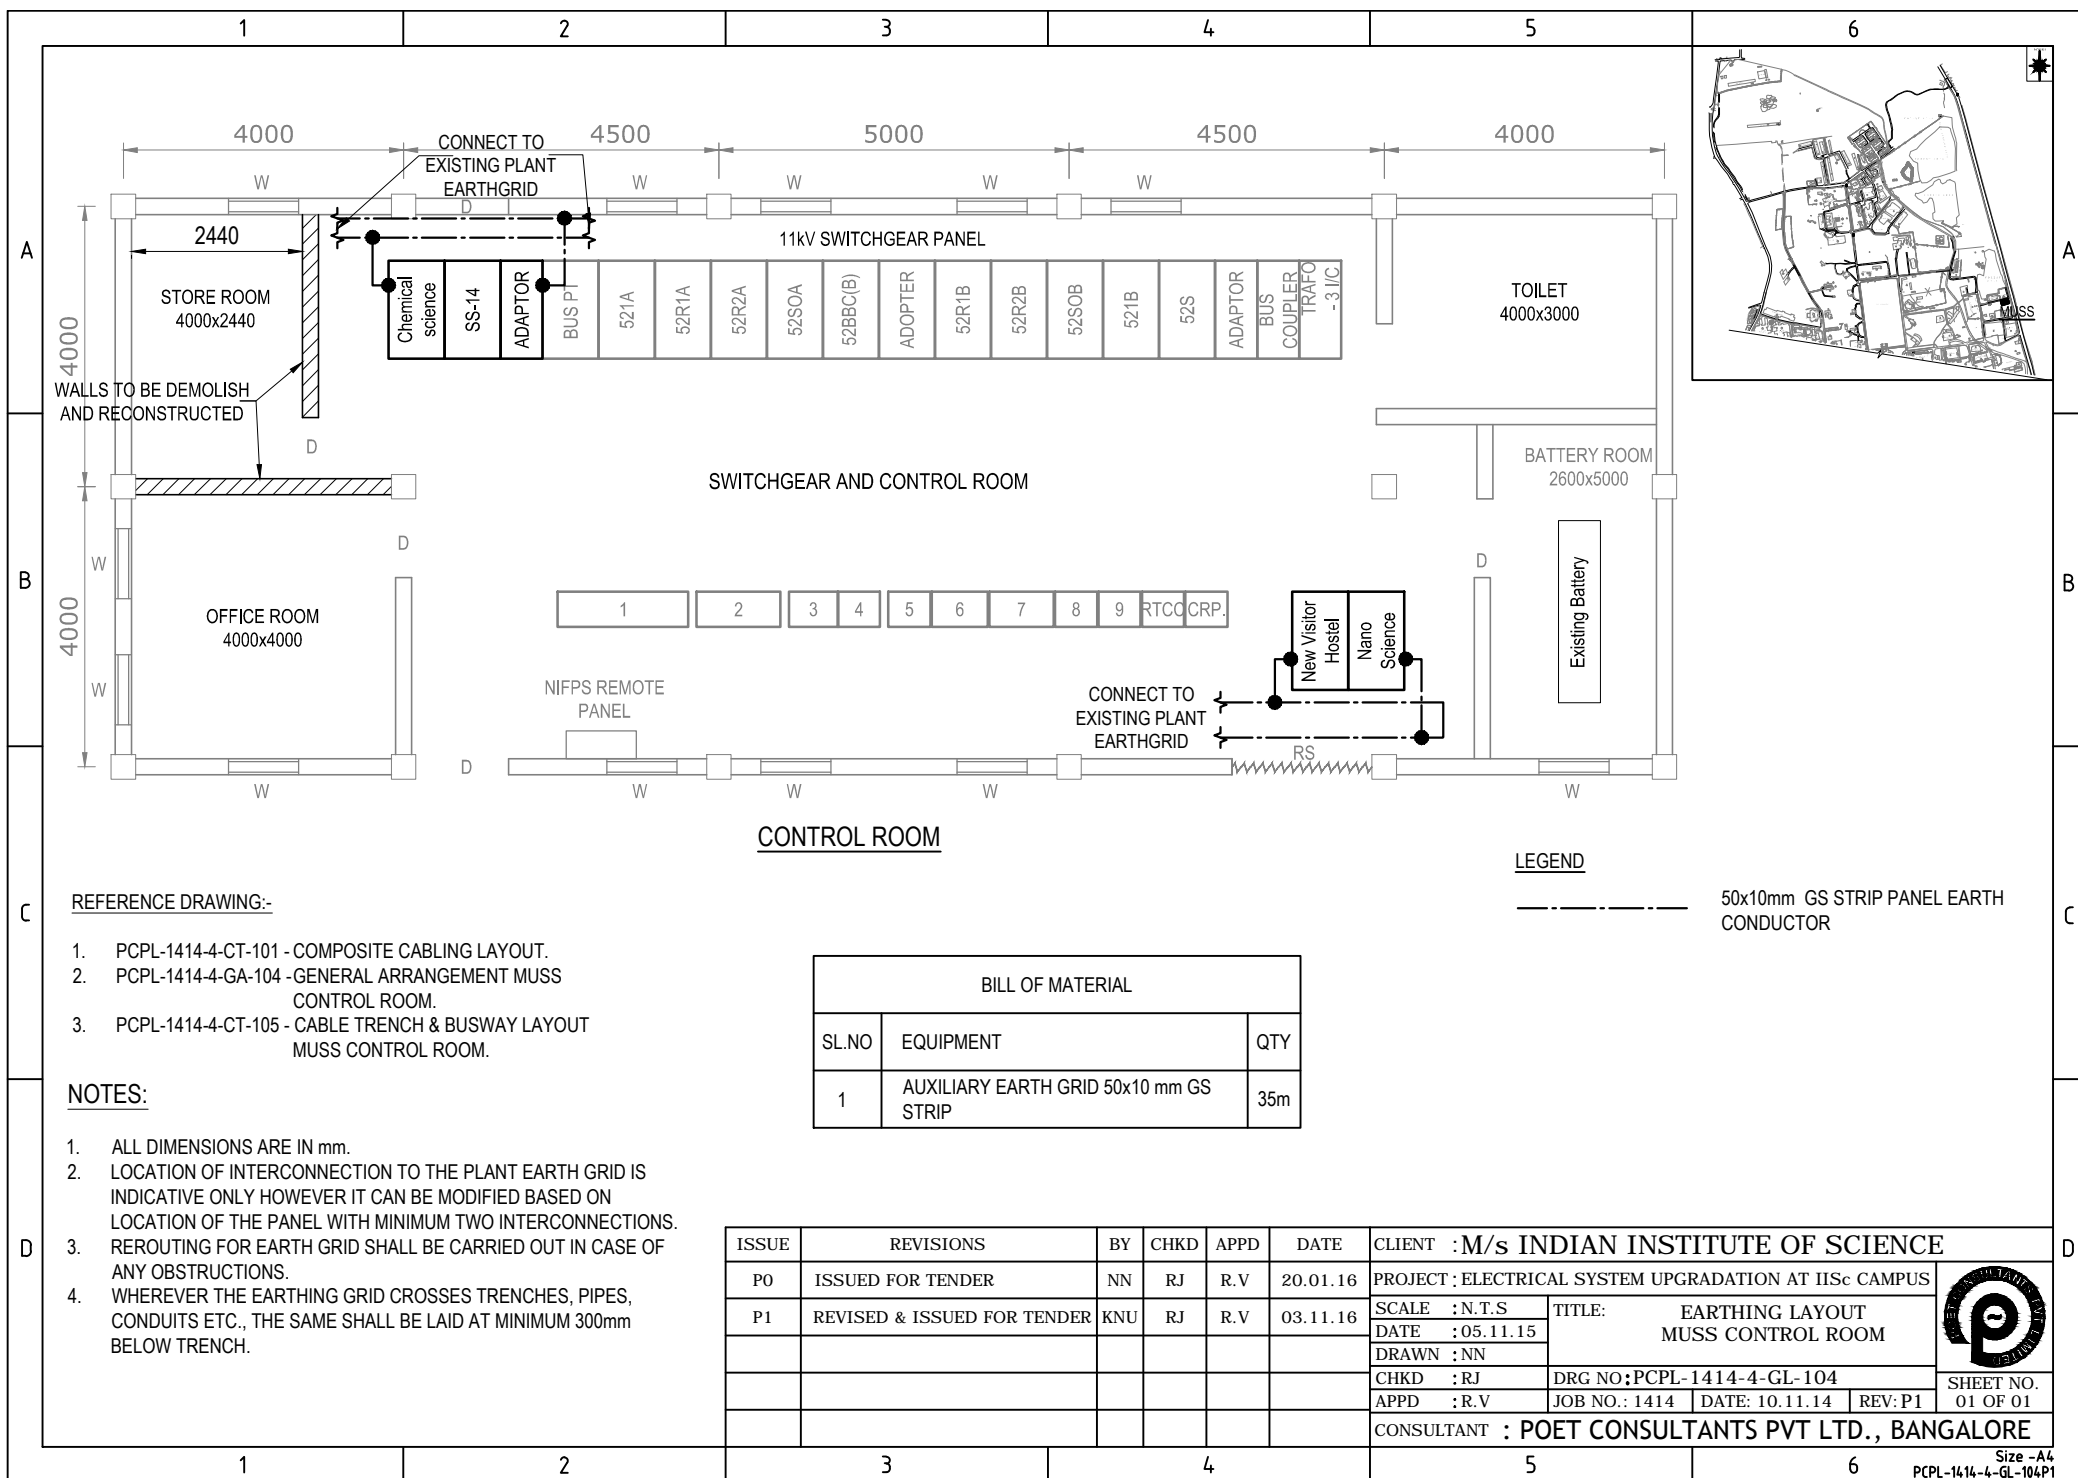 1 2 3 4 5 6
A
B
C
D
A
B
C
D
4000 4500 5000 4500 4000
CONNECT TO
EXISTING PLANT
EARTHGRID
W D W W W W
2440
4000
4000
STORE ROOM
4000x2440
WALLS TO BE DEMOLISH
AND RECONSTRUCTED
D
11kV SWITCHGEAR PANEL
Chemical
science
SS-14
ADAPTOR
BUS PT
521A
52R1A
52R2A
52SOA
52BBC(B)
ADOPTER
52R1B
52R2B
52SOB
521B
52S
ADAPTOR
BUS
COUPLER
TRAFO
- 3 I/C
TOILET
4000x3000
MUSS
SWITCHGEAR AND CONTROL ROOM
BATTERY ROOM
2600x5000
D
D
W
W
OFFICE ROOM
4000x4000
1 2 3 4 5 6 7 8 9 RTCC CRP.
New Visitor
Hostel
Nano
Science
Existing Battery
NIFPS REMOTE
PANEL
CONNECT TO
EXISTING PLANT
EARTHGRID
RS
W D W W W W
CONTROL ROOM
LEGEND
50x10mm GS STRIP PANEL EARTH
CONDUCTOR
REFERENCE DRAWING:-
1. PCPL-1414-4-CT-101 - COMPOSITE CABLING LAYOUT.
2. PCPL-1414-4-GA-104 - GENERAL ARRANGEMENT MUSS
CONTROL ROOM.
3. PCPL-1414-4-CT-105 - CABLE TRENCH & BUSWAY LAYOUT
MUSS CONTROL ROOM.
BILL OF MATERIAL
SL.NO EQUIPMENT QTY
1 AUXILIARY EARTH GRID 50x10 mm GS
STRIP 35m
NOTES:
1. ALL DIMENSIONS ARE IN mm.
2. LOCATION OF INTERCONNECTION TO THE PLANT EARTH GRID IS
INDICATIVE ONLY HOWEVER IT CAN BE MODIFIED BASED ON
LOCATION OF THE PANEL WITH MINIMUM TWO INTERCONNECTIONS.
3. REROUTING FOR EARTH GRID SHALL BE CARRIED OUT IN CASE OF
ANY OBSTRUCTIONS.
4. WHEREVER THE EARTHING GRID CROSSES TRENCHES, PIPES,
CONDUITS ETC., THE SAME SHALL BE LAID AT MINIMUM 300mm
BELOW TRENCH.
ISSUE REVISIONS BY CHKD APPD DATE
P0 ISSUED FOR TENDER NN RJ R.V 20.01.16
P1 REVISED & ISSUED FOR TENDER KNU RJ R.V 03.11.16
CLIENT : M/s INDIAN INSTITUTE OF SCIENCE
PROJECT : ELECTRICAL SYSTEM UPGRADATION AT IISc CAMPUS
SCALE : N.T.S
DATE : 05.11.15
DRAWN : NN
CHKD : RJ
APPD : R.V
TITLE: EARTHING LAYOUT
MUSS CONTROL ROOM
DRG NO: PCPL-1414-4-GL-104
JOB NO.: 1414 DATE: 10.11.14 REV: P1
SHEET NO.
01 OF 01
CONSULTANT : POET CONSULTANTS PVT LTD., BANGALORE
1 2 3 4 5 6
Size -A4
PCPL-1414-4-GL-104P1